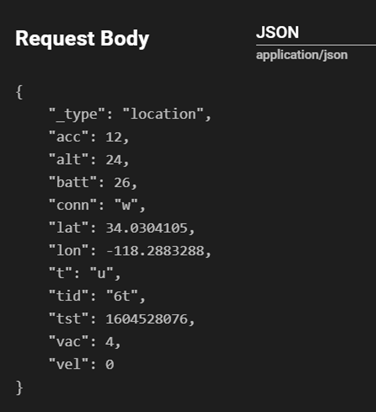 Request Body
JSON
application/json
{
    "_type": "location",
    "acc": 12,
    "alt": 24,
    "batt": 26,
    "conn": "w",
    "lat": 34.0304105,
    "lon": -118.2883288,
    "t": "u",
    "tid": "6t",
    "tst": 1604528076,
    "vac": 4,
    "vel": 0
}